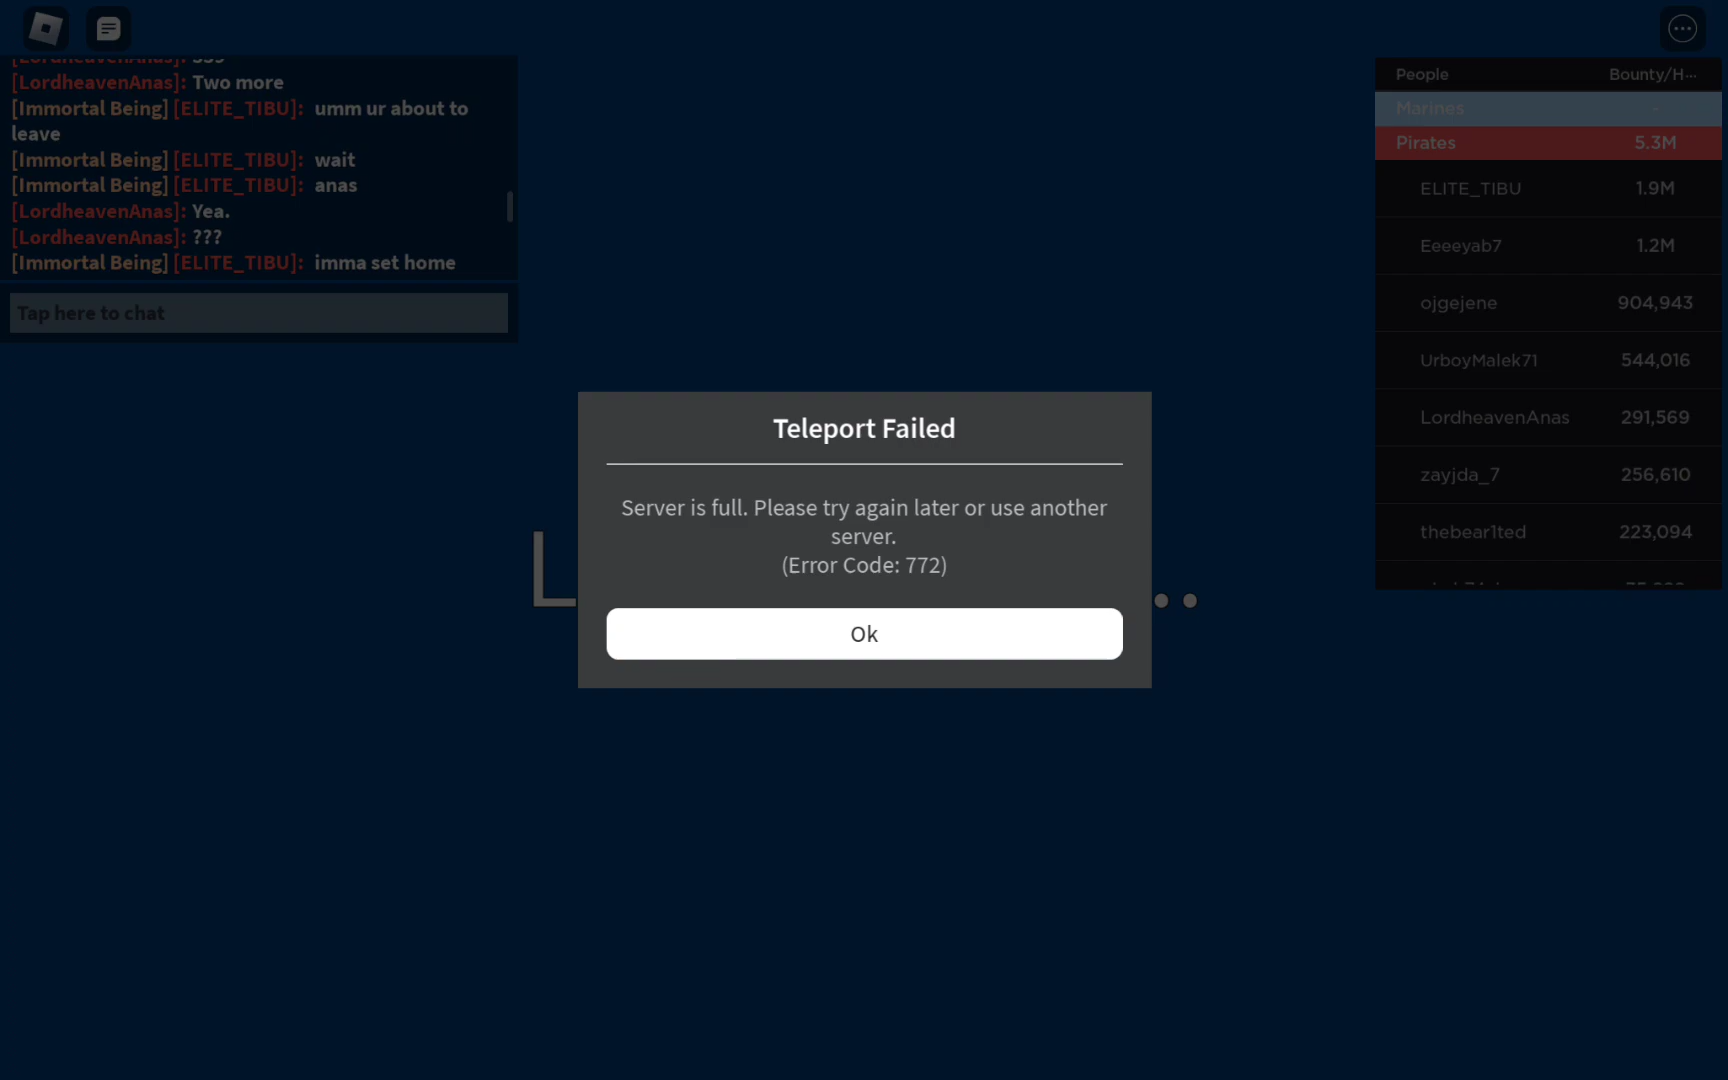 [LordheavenAnas]:
[LordheavenAnas]: Two more
[Immortal Being] [ELITE_TIBU]: umm ur about to
leave
[Immortal Being] [ELITE_TIBU]: wait
[Immortal Being] [ELITE_TIBU]: anas
[LordheavenAnas]: Yea.
[LordheavenAnas]: ???
[Immortal Being] [ELITE_TIBU]: imma set home
Tap here to chat
People Bounty/H...
Marines -
Pirates 5.3M
ELITE_TIBU 1.9M
Eeeeyab7 1.2M
ojgejene 904,943
UrboyMalek71 544,016
LordheavenAnas 291,569
zayjda_7 256,610
thebear1ted 223,094
Teleport Failed
Server is full. Please try again later or use another
server.
(Error Code: 772)
Ok
L ..